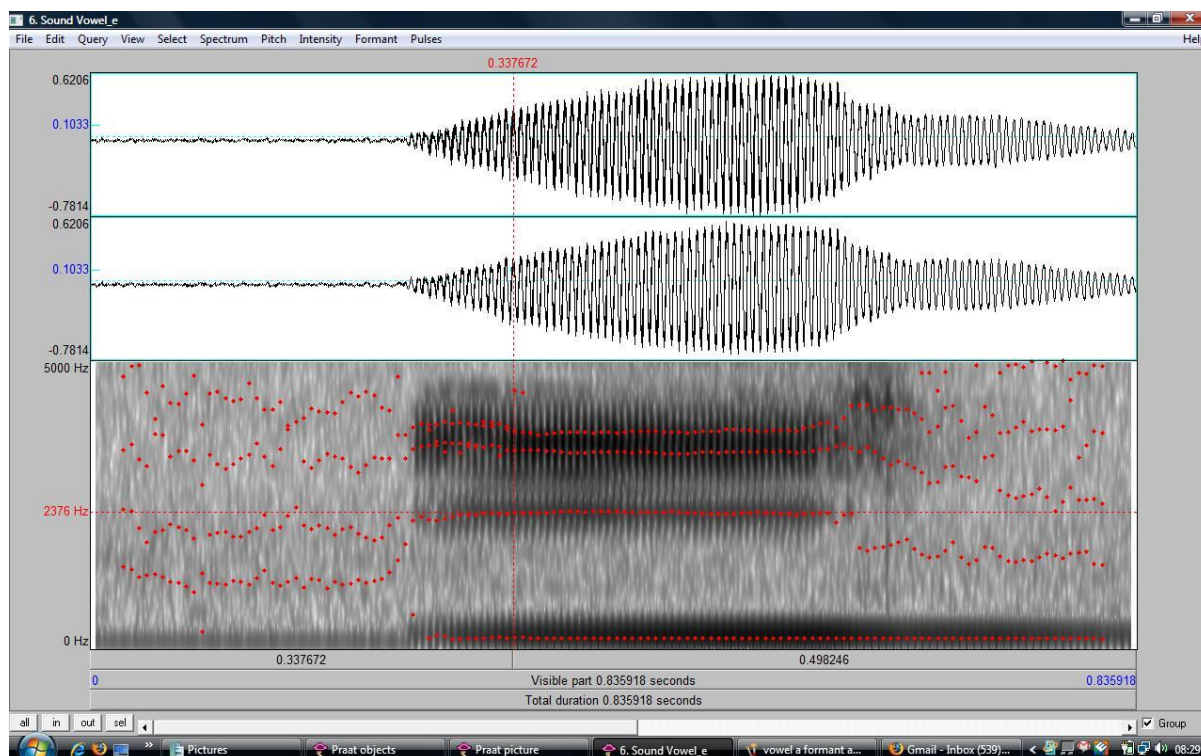 6. Sound Vowel_e
File Edit Query View Select Spectrum Pitch Intensity Formant Pulses Hel
0.337672
0.6206
0.1033
-0.7814
0.6206
0.1033
-0.7814
5000 Hz
2376 Hz
0 Hz
0.337672 0.498246
0 Visible part 0.835918 seconds 0.835918
Total duration 0.835918 seconds
all in out sel Group
Pictures Praat objects Praat picture 6. Sound Vowel_e vowel a formant a... Gmail - Inbox (539)... 08:29